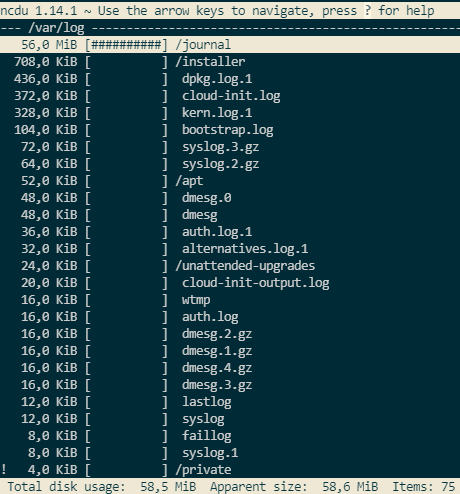 ncdu 1.14.1 ~ Use the arrow keys to navigate, press ? for help
--- /var/log ----------------------------------------------------
56,0 MiB [##########] /journal
708,0 KiB [          ] /installer
436,0 KiB [          ]  dpkg.log.1
372,0 KiB [          ]  cloud-init.log
328,0 KiB [          ]  kern.log.1
104,0 KiB [          ]  bootstrap.log
72,0 KiB [          ]  syslog.3.gz
64,0 KiB [          ]  syslog.2.gz
52,0 KiB [          ] /apt
48,0 KiB [          ]  dmesg.0
48,0 KiB [          ]  dmesg
36,0 KiB [          ]  auth.log.1
32,0 KiB [          ]  alternatives.log.1
24,0 KiB [          ] /unattended-upgrades
20,0 KiB [          ]  cloud-init-output.log
16,0 KiB [          ]  wtmp
16,0 KiB [          ]  auth.log
16,0 KiB [          ]  dmesg.2.gz
16,0 KiB [          ]  dmesg.1.gz
16,0 KiB [          ]  dmesg.4.gz
16,0 KiB [          ]  dmesg.3.gz
12,0 KiB [          ]  lastlog
12,0 KiB [          ]  syslog
8,0 KiB [          ]  faillog
8,0 KiB [          ]  syslog.1
! 4,0 KiB [          ] /private
Total disk usage:  58,5 MiB  Apparent size:  58,6 MiB  Items: 75